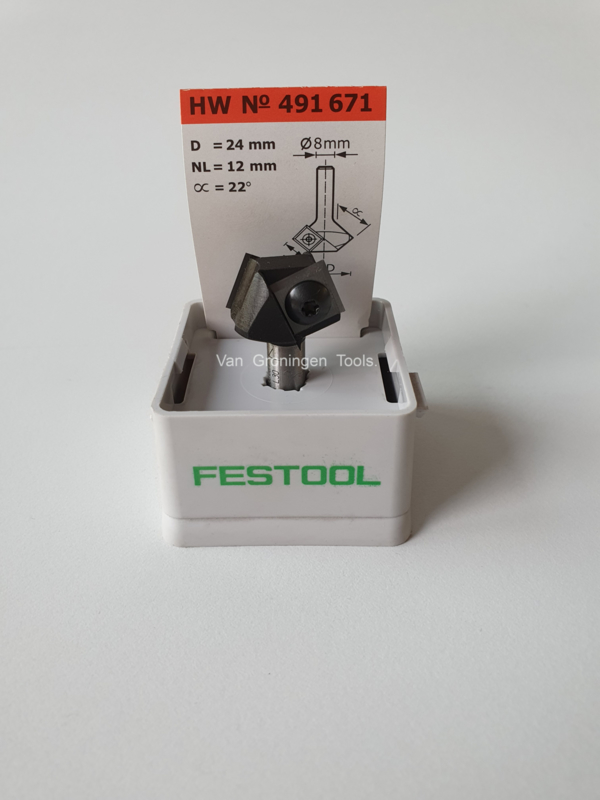 HW Nº 491 671
D = 24 mm
NL = 12 mm
∝ = 22°
Ø8mm
∝
D
Van Groningen Tools.
FESTOOL